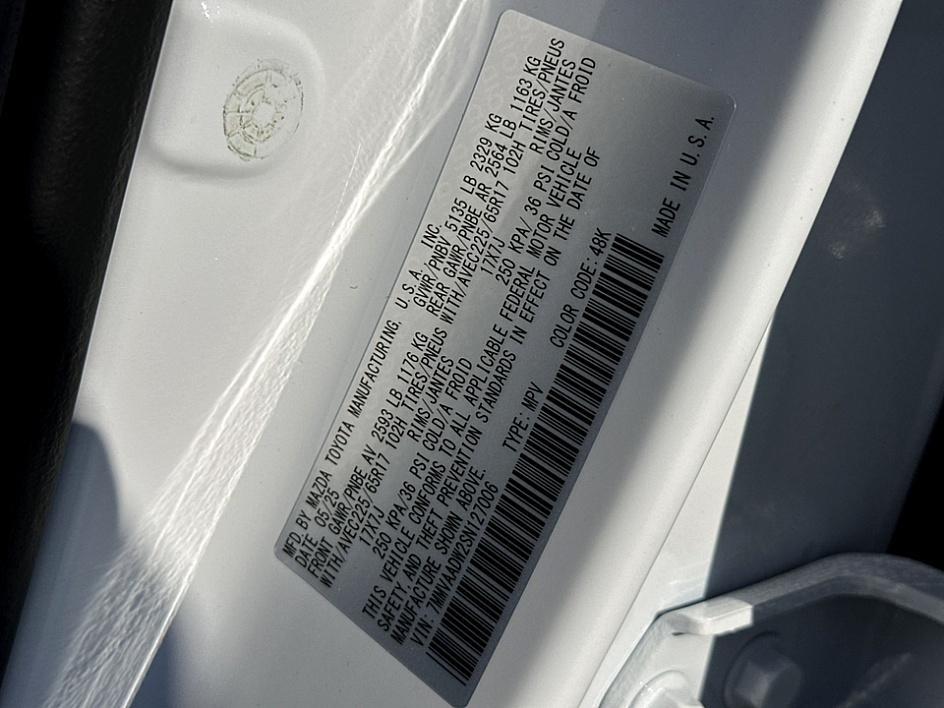 MFD. BY MAZDA TOYOTA MANUFACTURING, U.S.A. INC.
DATE 05/25 GVWR/PNBV 5135 LB 2329 KG
FRONT GAWR/PNBE AV 2593 LB 1176 KG REAR GAWR/PNBE AR 2564 LB 1163 KG
WITH/AVEC225/65R17 102H TIRES/PNEUS WITH/AVEC225/65R17 102H TIRES/PNEUS
17X7J RIMS/JANTES 17X7J RIMS/JANTES
250 KPA/36 PSI COLD/A FROID 250 KPA/36 PSI COLD/A FROID
THIS VEHICLE CONFORMS TO ALL APPLICABLE FEDERAL MOTOR VEHICLE
SAFETY AND THEFT PREVENTION STANDARDS IN EFFECT ON THE DATE OF
MANUFACTURE SHOWN ABOVE.
VIN: 7MMVAADW2SN127006 TYPE: MPV COLOR CODE: 48K
MADE IN U.S.A.